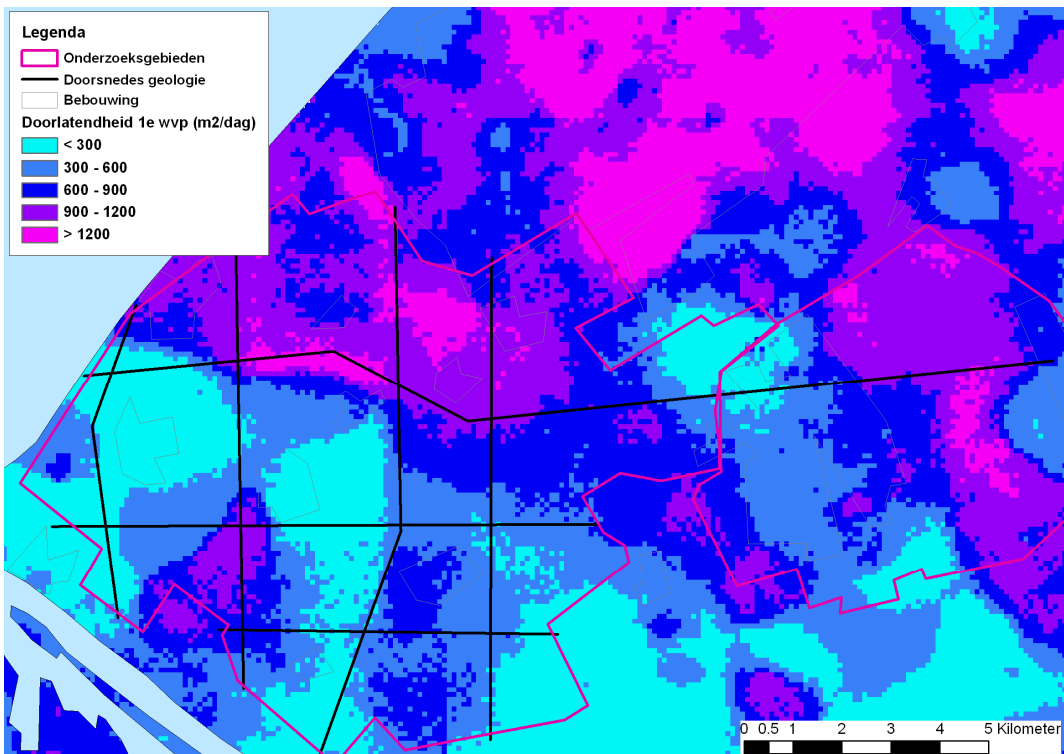 Legenda
Onderzoeksgebieden
Doorsnedes geologie
Bebouwing
Doorlatendheid 1e wvp (m2/dag)
< 300
300 - 600
600 - 900
900 - 1200
> 1200
0 0.5 1 2 3 4 5 Kilometer